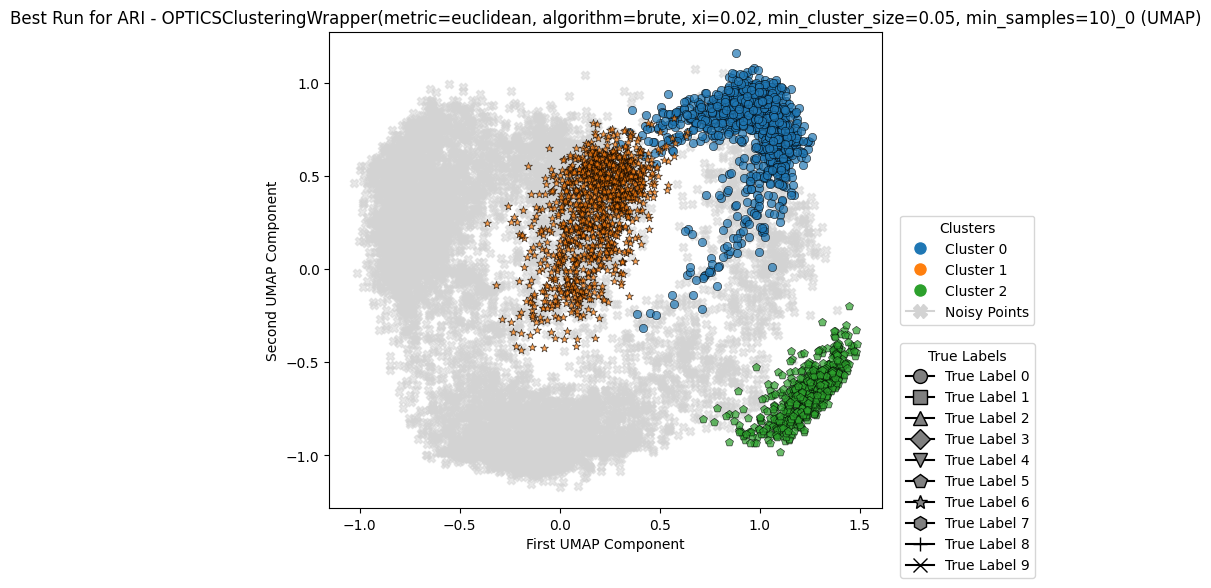 Best Run for ARI - OPTICSClusteringWrapper(metric=euclidean, algorithm=brute, xi=0.02, min_cluster_size=0.05, min_samples=10)_0 (UMAP)
1.0
0.5
0.0
−0.5
−1.0
Second UMAP Component
−1.0
−0.5
0.0
0.5
1.0
1.5
First UMAP Component
Clusters
Cluster 0
Cluster 1
Cluster 2
Noisy Points
True Labels
True Label 0
True Label 1
True Label 2
True Label 3
True Label 4
True Label 5
True Label 6
True Label 7
True Label 8
True Label 9